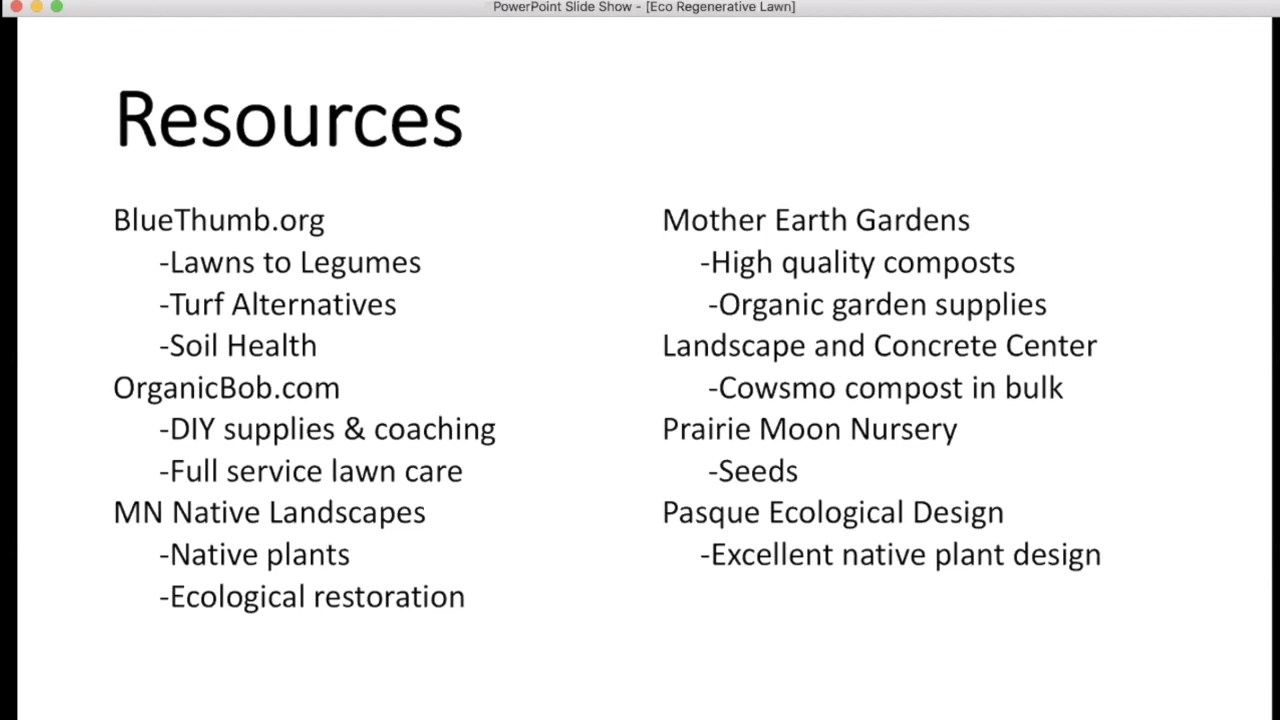 PowerPoint Slide Show - [Eco Regenerative Lawn]
Resources
BlueThumb.org
-Lawns to Legumes
-Turf Alternatives
-Soil Health
OrganicBob.com
-DIY supplies & coaching
-Full service lawn care
MN Native Landscapes
-Native plants
-Ecological restoration
Mother Earth Gardens
-High quality composts
-Organic garden supplies
Landscape and Concrete Center
-Cowsmo compost in bulk
Prairie Moon Nursery
-Seeds
Pasque Ecological Design
-Excellent native plant design